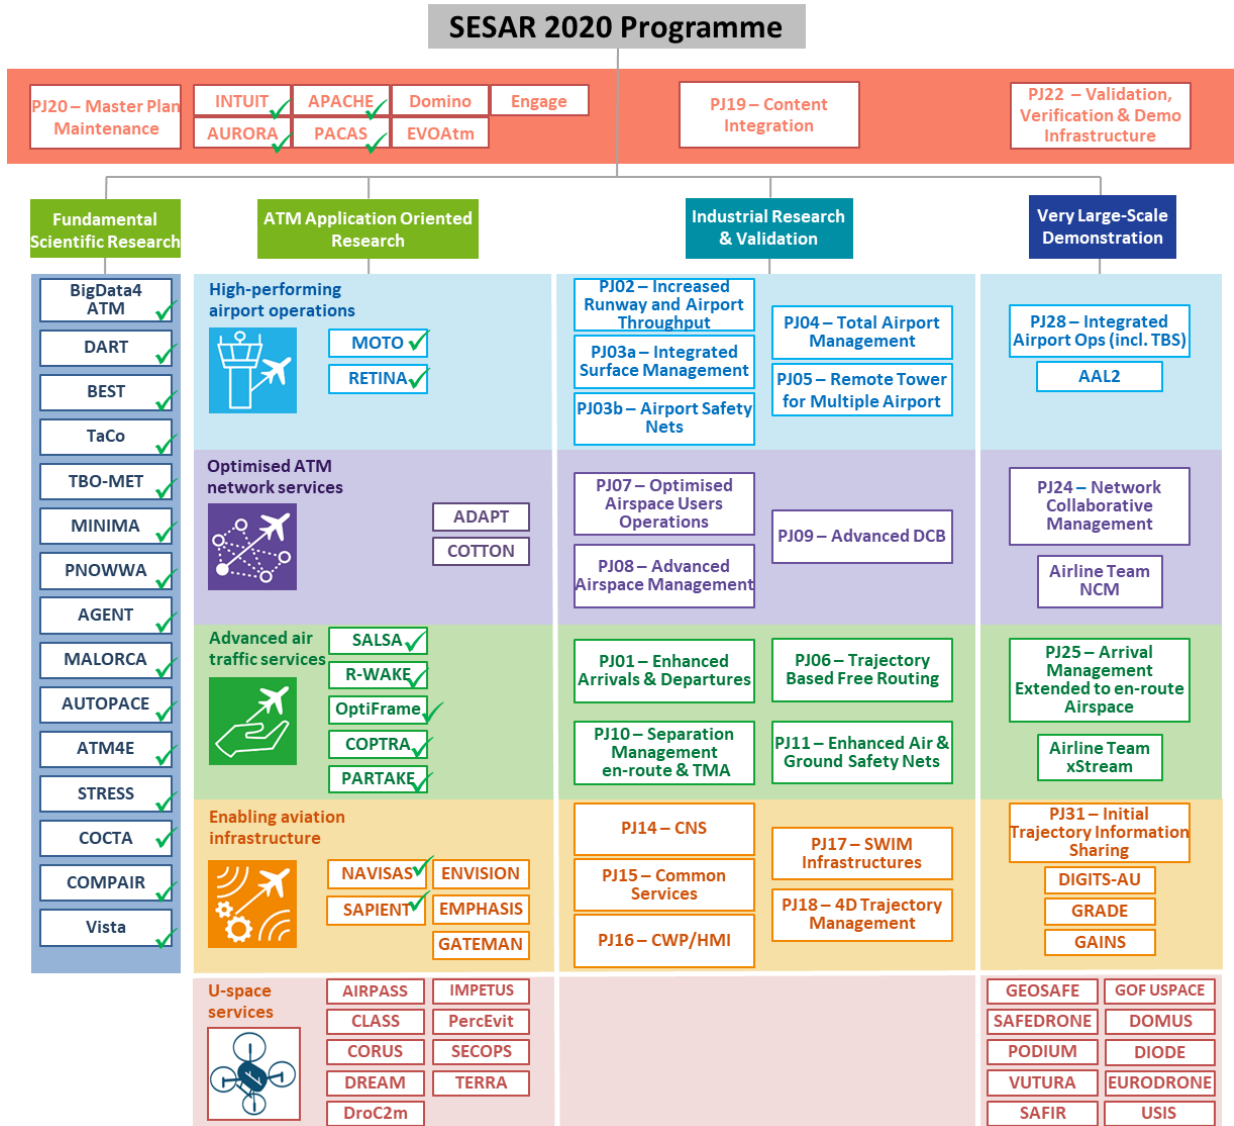 SESAR 2020 Programme
PJ20 – Master Plan
Maintenance
INTUIT
APACHE
Domino
Engage
AURORA
PACAS
EVOAtm
PJ19 – Content
Integration
PJ22 – Validation,
Verification & Demo
Infrastructure
Fundamental
Scientific Research
ATM Application Oriented
Research
Industrial Research
& Validation
Very Large-Scale
Demonstration
BigData4
ATM
DART
BEST
TaCo
TBO-MET
MINIMA
PNOWWA
AGENT
MALORCA
AUTOPACE
ATM4E
STRESS
COCTA
COMPAIR
Vista
High-performing
airport operations
MOTO
RETINA
PJ02 – Increased
Runway and Airport
Throughput
PJ03a – Integrated
Surface Management
PJ03b – Airport Safety
Nets
PJ04 – Total Airport
Management
PJ05 – Remote Tower
for Multiple Airport
PJ28 – Integrated
Airport Ops (incl. TBS)
AAL2
Optimised ATM
network services
ADAPT
COTTON
PJ07 – Optimised
Airspace Users
Operations
PJ08 – Advanced
Airspace Management
PJ09 – Advanced DCB
PJ24 – Network
Collaborative
Management
Airline Team
NCM
Advanced air
traffic services
SALSA
R-WAKE
OptiFrame
COPTRA
PARTAKE
PJ01 – Enhanced
Arrivals & Departures
PJ10 – Separation
Management
en-route & TMA
PJ06 – Trajectory
Based Free Routing
PJ11 – Enhanced Air &
Ground Safety Nets
PJ25 – Arrival
Management
Extended to en-route
Airspace
Airline Team
xStream
Enabling aviation
infrastructure
NAVISAS
ENVISION
SAPIENT
EMPHASIS
GATEMAN
PJ14 – CNS
PJ15 – Common
Services
PJ16 – CWP/HMI
PJ17 – SWIM
Infrastructures
PJ18 – 4D Trajectory
Management
PJ31 – Initial
Trajectory Information
Sharing
DIGITS-AU
GRADE
GAINS
U-space
services
AIRPASS
IMPETUS
CLASS
PercEvit
CORUS
SECOPS
DREAM
TERRA
DroC2m
GEOSAFE
GOF USPACE
SAFEDRONE
DOMUS
PODIUM
DIODE
VUTURA
EURODRONE
SAFIR
USIS